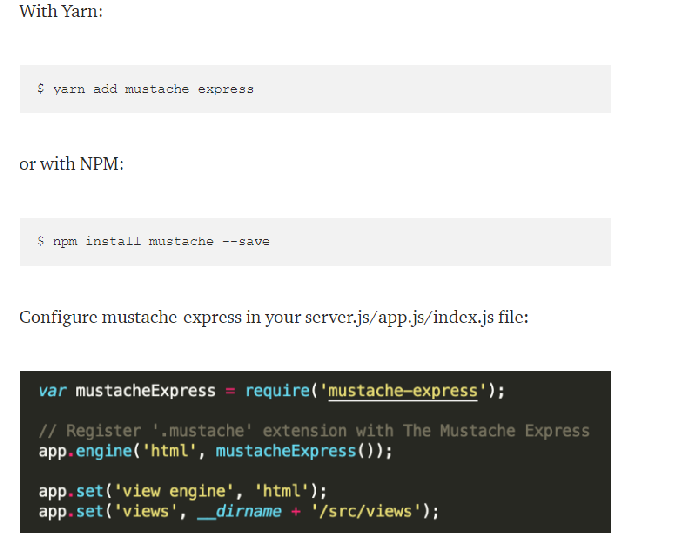 With Yarn:
$ yarn add mustache express
or with NPM:
$ npm install mustache --save
Configure mustache express in your server.js/app.js/index.js file:
var mustacheExpress = require('mustache-express');
// Register '.mustache' extension with The Mustache Express
app.engine('html', mustacheExpress());
app.set('view engine', 'html');
app.set('views', __dirname + '/src/views');